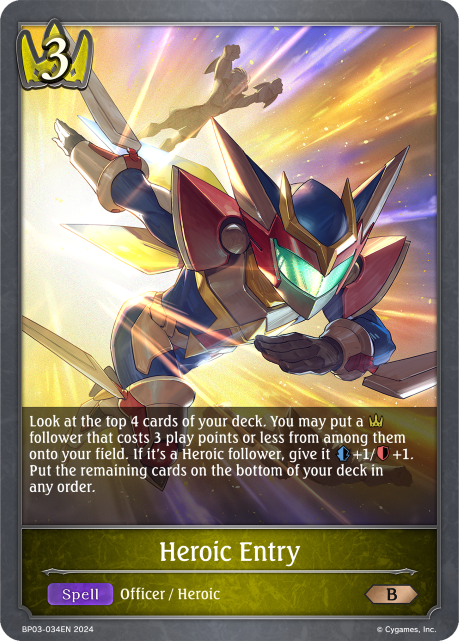 3
Look at the top 4 cards of your deck. You may put a
follower that costs 3 play points or less from among them
onto your field. If it's a Heroic follower, give it +1/ +1.
Put the remaining cards on the bottom of your deck in
any order.
Heroic Entry
Spell Officer / Heroic B
BP03-034EN 2024 © Cygames, Inc.